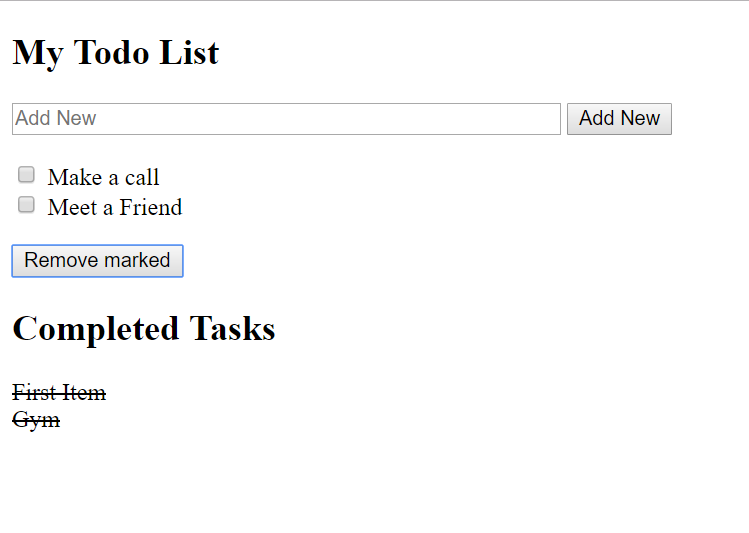 My Todo List
Add New Add New
Make a call
Meet a Friend
Remove marked
Completed Tasks
First Item
Gym